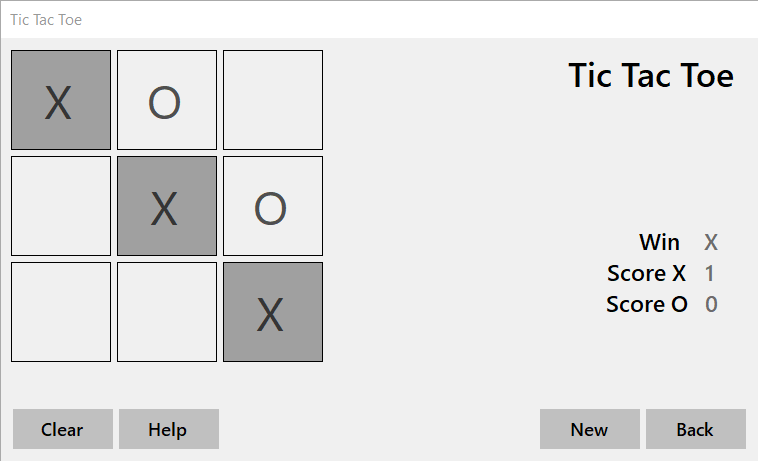 Tic Tac Toe
Tic Tac Toe
X O
X O
X
Win X
Score X 1
Score O 0
Clear Help New Back